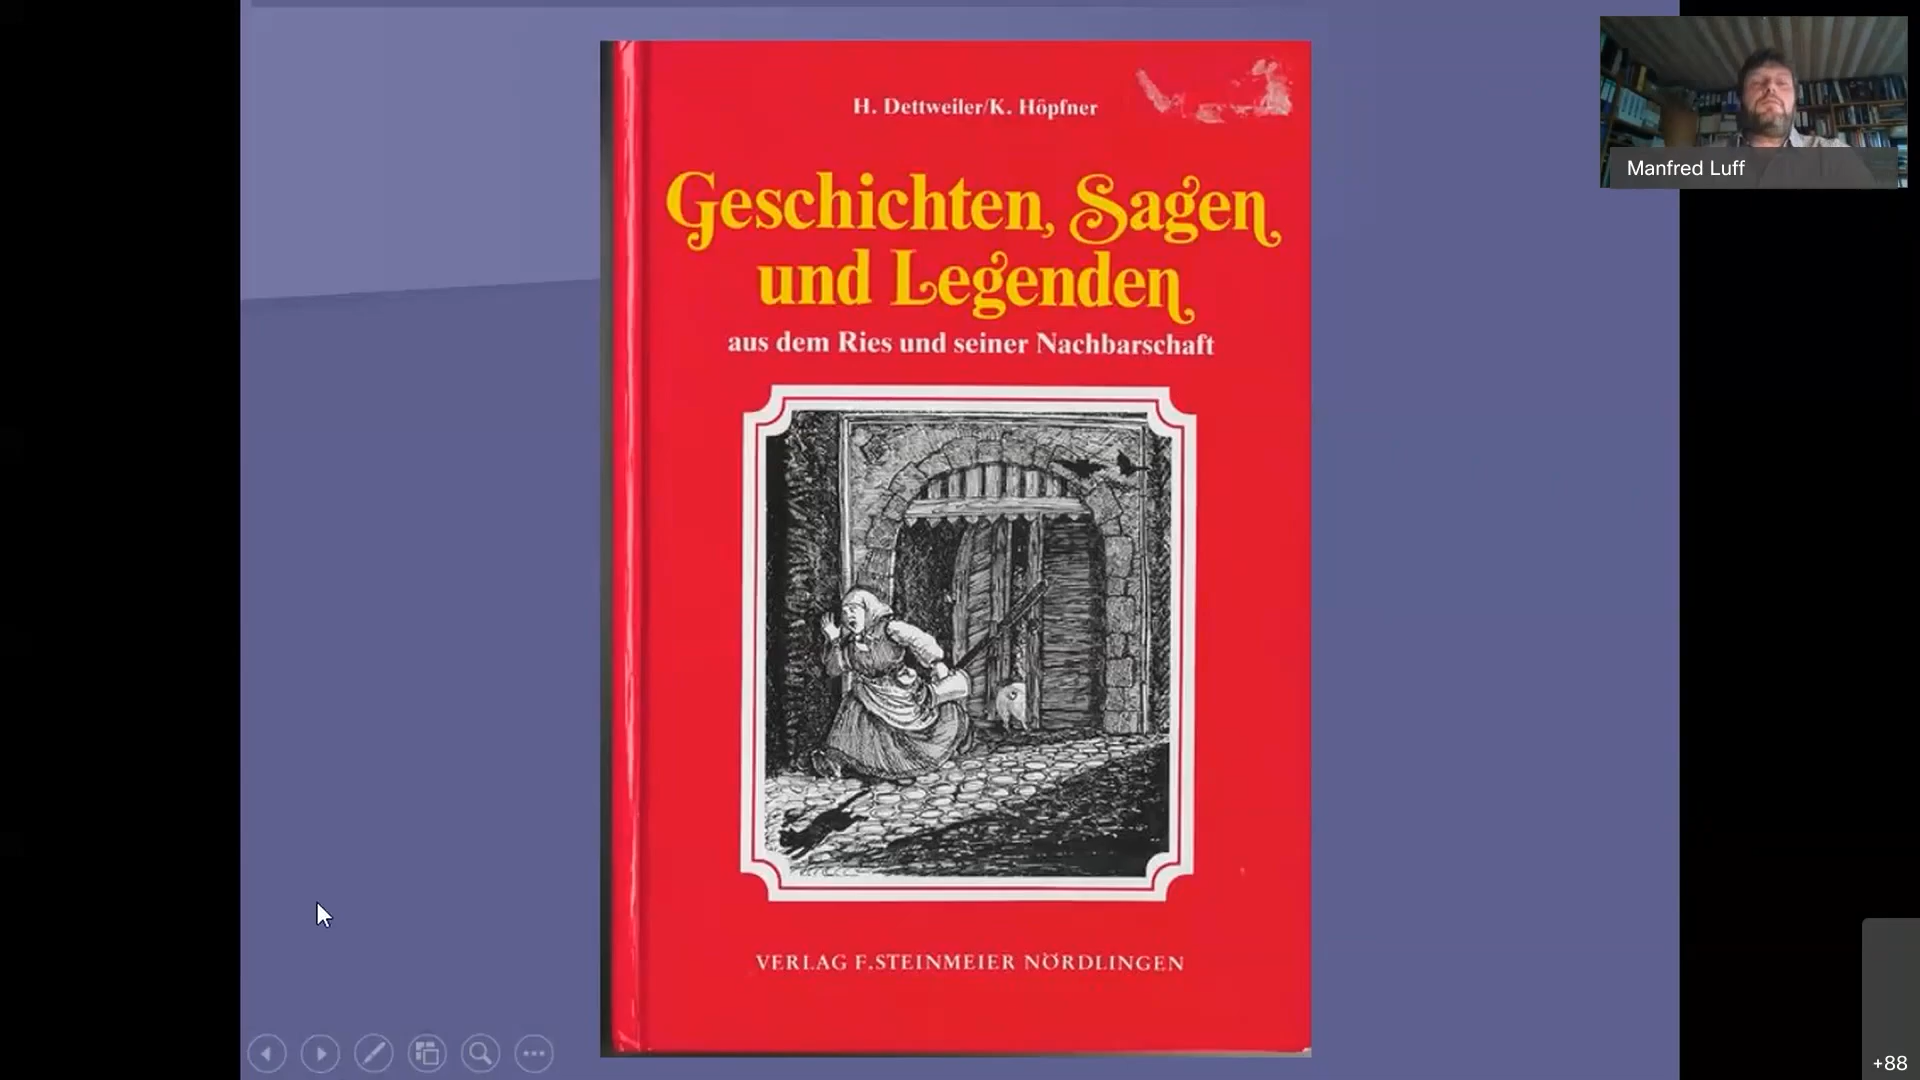 H. Dettweiler/K. Höpfner
Geschichten, Sagen
und Legenden
aus dem Ries und seiner Nachbarschaft
VERLAG F.STEINMEIER NÖRDLINGEN
Manfred Luff
+88